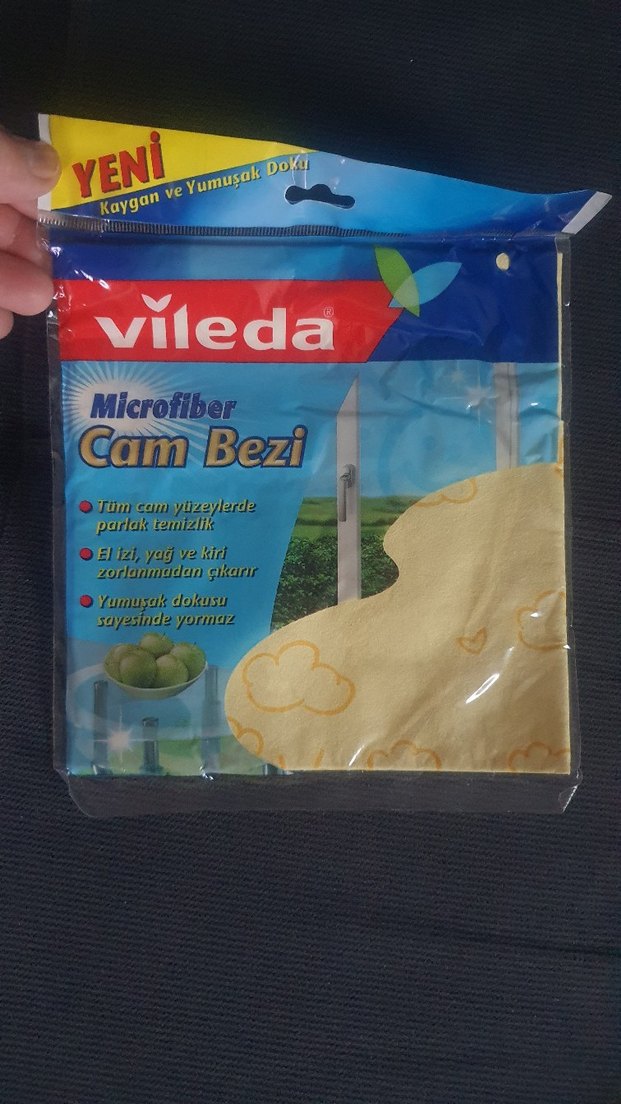 YENİ
Kaygan ve Yumuşak Doku
vileda®
Microfiber
Cam Bezi
Tüm cam yüzeylerde
parlak temizlik
El izi, yağ ve kiri
zorlanmadan çıkarır
Yumuşak dokusu
sayesinde yormaz